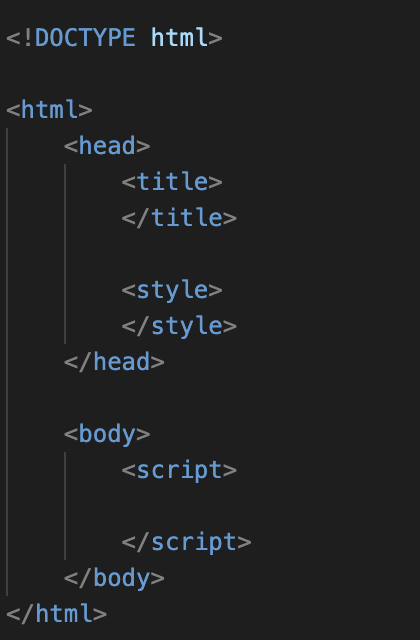 <!DOCTYPE html>
<html>
<head>
<title>
</title>
<style>
</style>
</head>
<body>
<script>
</script>
</body>
</html>